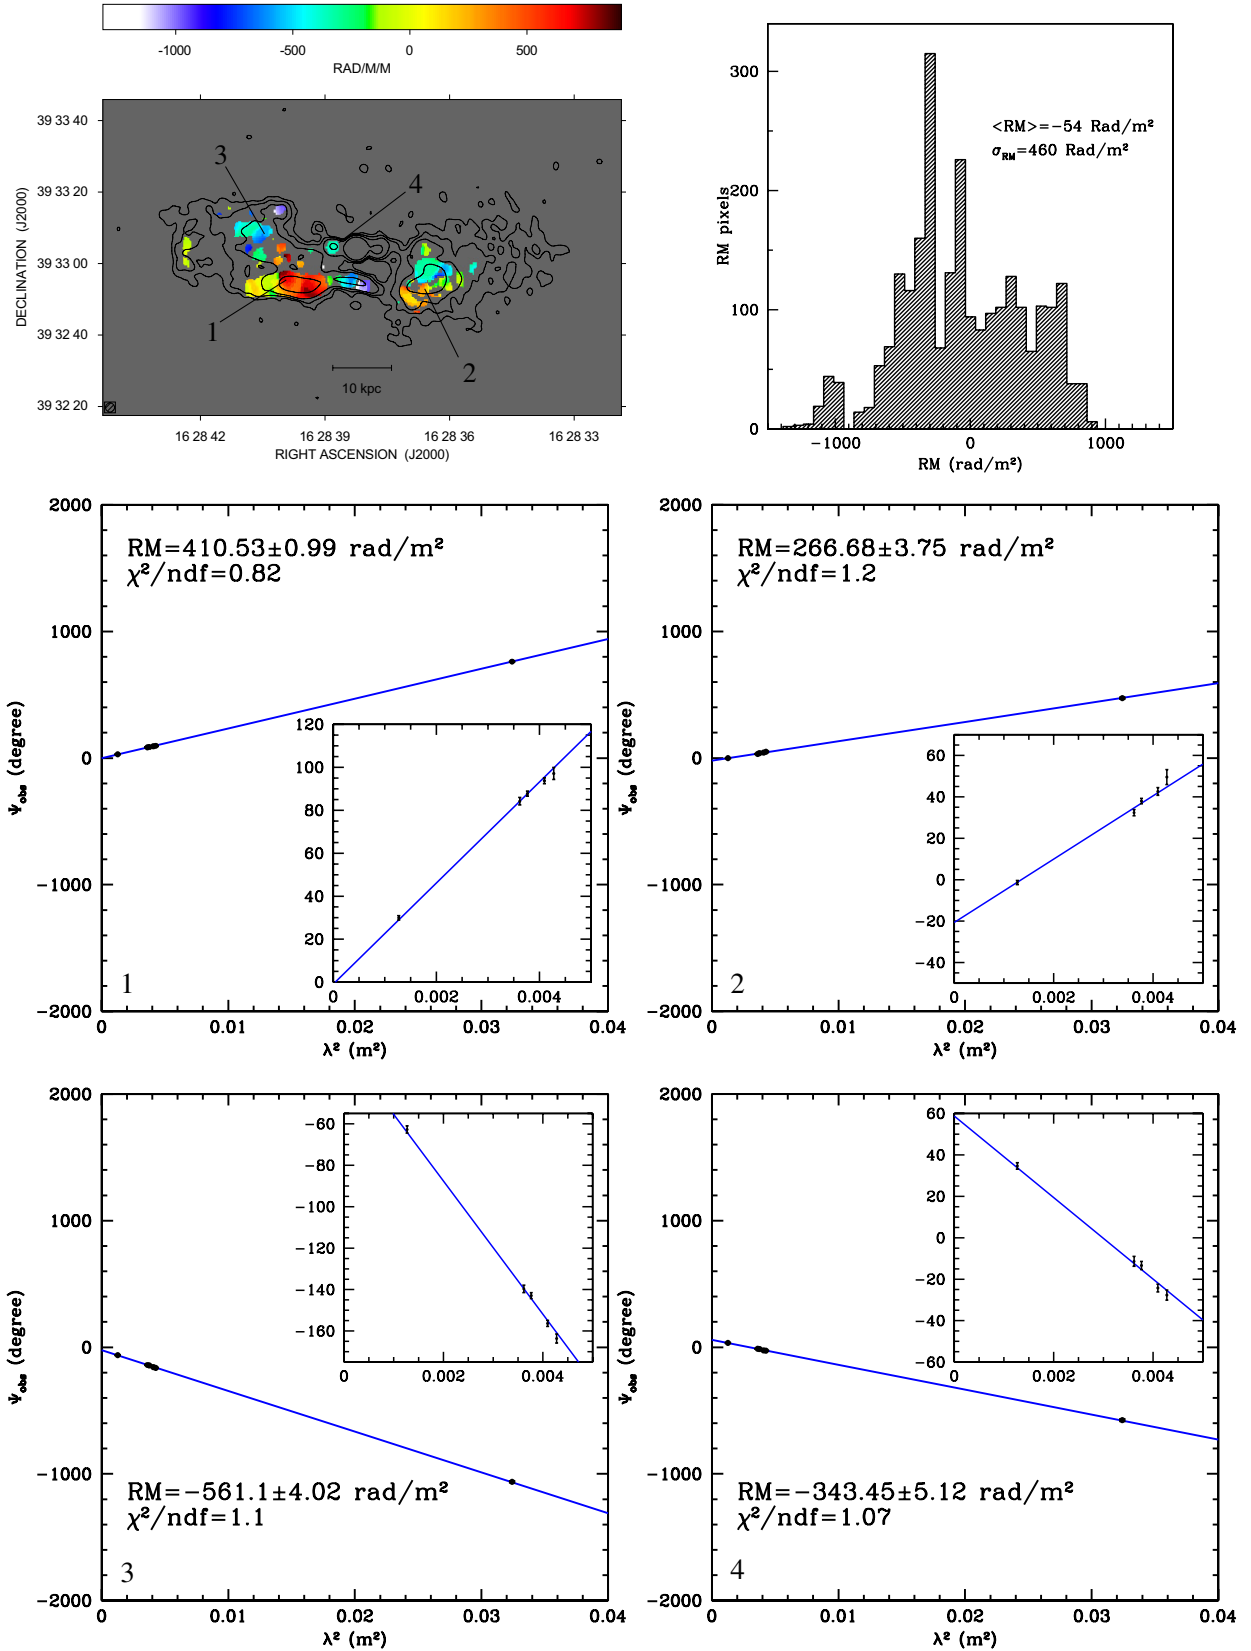 -1000 -500 0 500
RAD/M/M
39 33 40
39 33 20
39 33 00
39 32 40
39 32 20
DECLINATION (J2000)
3
4
1
2
10 kpc
16 28 42 16 28 39 16 28 36 16 28 33
RIGHT ASCENSION (J2000)
300
200
100
0
RM pixels
<RM>=−54 Rad/m²
σRM=460 Rad/m²
−1000 0 1000
RM (rad/m²)
2000
1000
0
−1000
−2000
Ψobs (degree)
RM=410.53±0.99 rad/m²
χ²/ndf=0.82
120
100
80
60
40
20
0
0 0.002 0.004
1
0 0.01 0.02 0.03 0.04
λ² (m²)
2000
1000
0
−1000
−2000
Ψobs (degree)
RM=266.68±3.75 rad/m²
χ²/ndf=1.2
60
40
20
0
−20
−40
0 0.002 0.004
2
0 0.01 0.02 0.03 0.04
λ² (m²)
2000
1000
0
−1000
−2000
Ψobs (degree)
−60
−80
−100
−120
−140
−160
0 0.002 0.004
RM=−561.1±4.02 rad/m²
χ²/ndf=1.1
3
0 0.01 0.02 0.03 0.04
λ² (m²)
2000
1000
0
−1000
−2000
Ψobs (degree)
60
40
20
0
−20
−40
−60
0 0.002 0.004
RM=−343.45±5.12 rad/m²
χ²/ndf=1.07
4
0 0.01 0.02 0.03 0.04
λ² (m²)